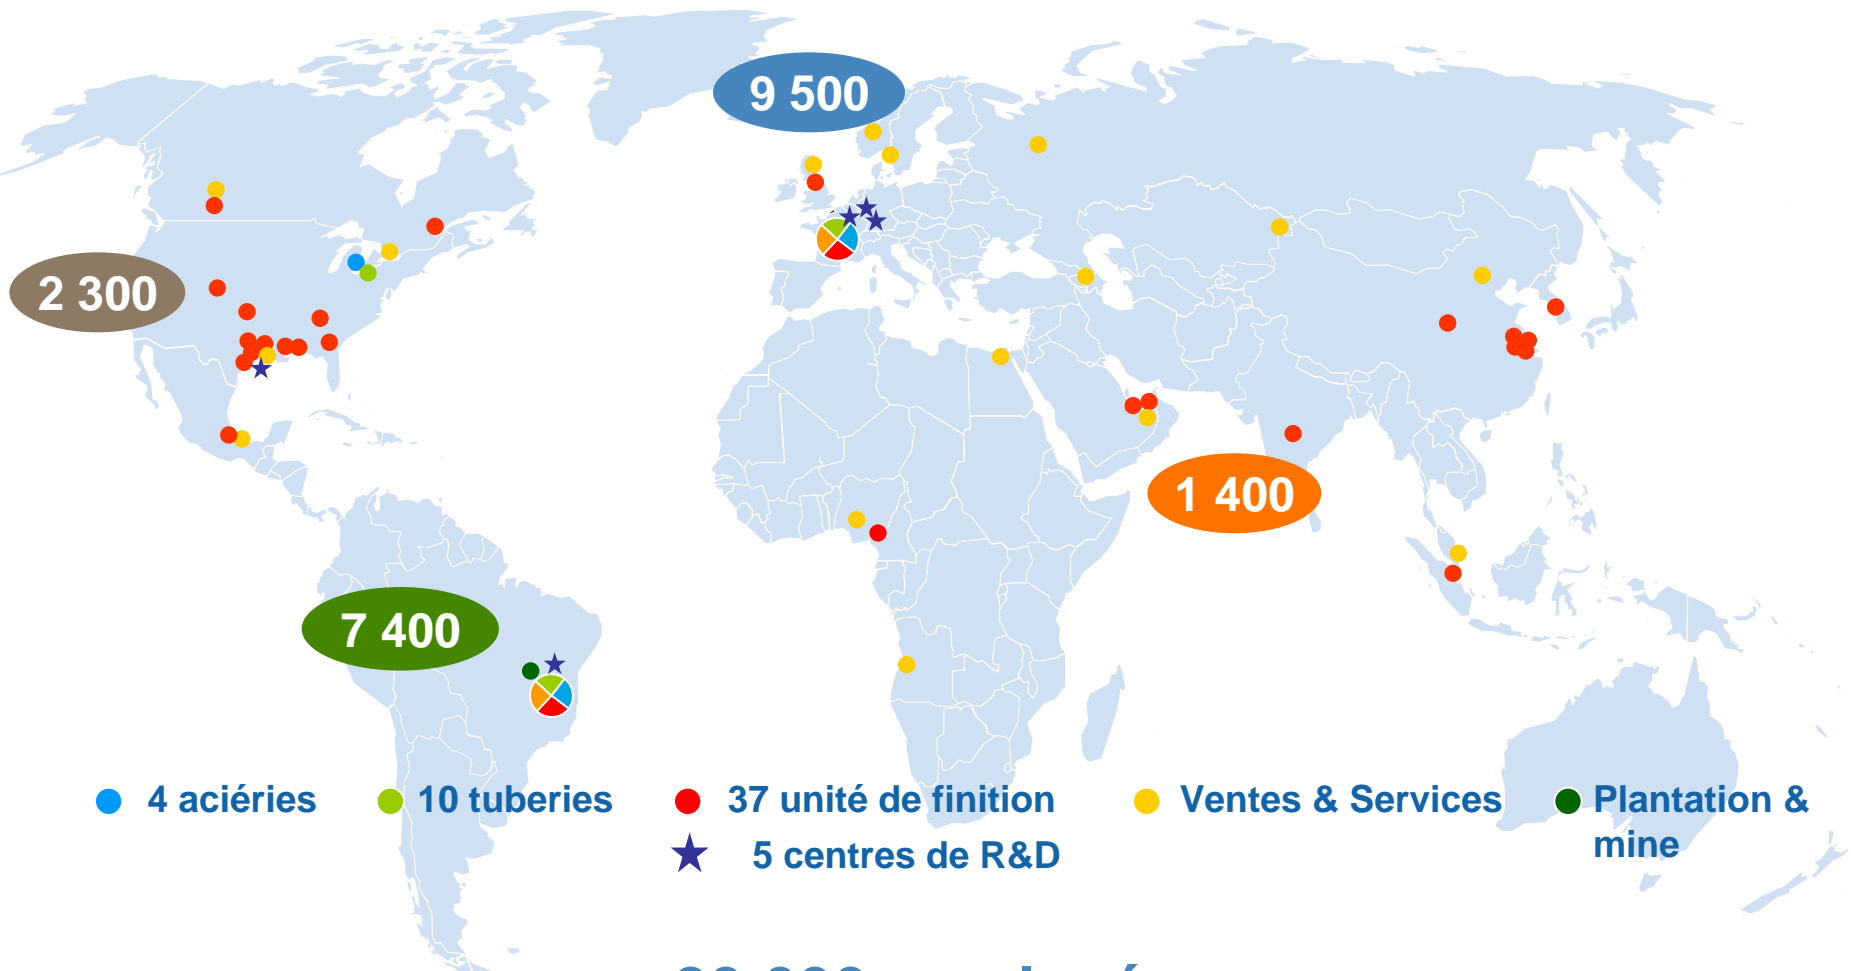 9 500
2 300
1 400
7 400
4 aciéries
10 tuberies
37 unité de finition
Ventes & Services
Plantation &
mine
5 centres de R&D